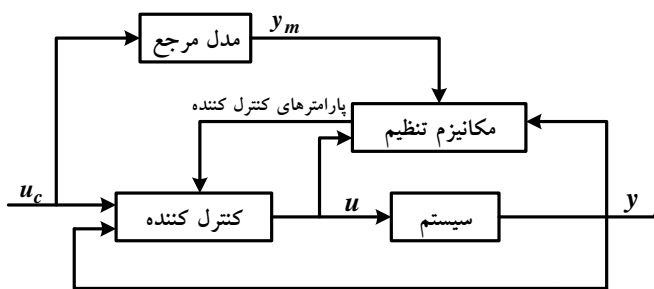 y_m
مدل مرجع
پارامترهای کنترل کننده
مکانیزم تنظیم
u_c
کنترل کننده
u
سیستم
y